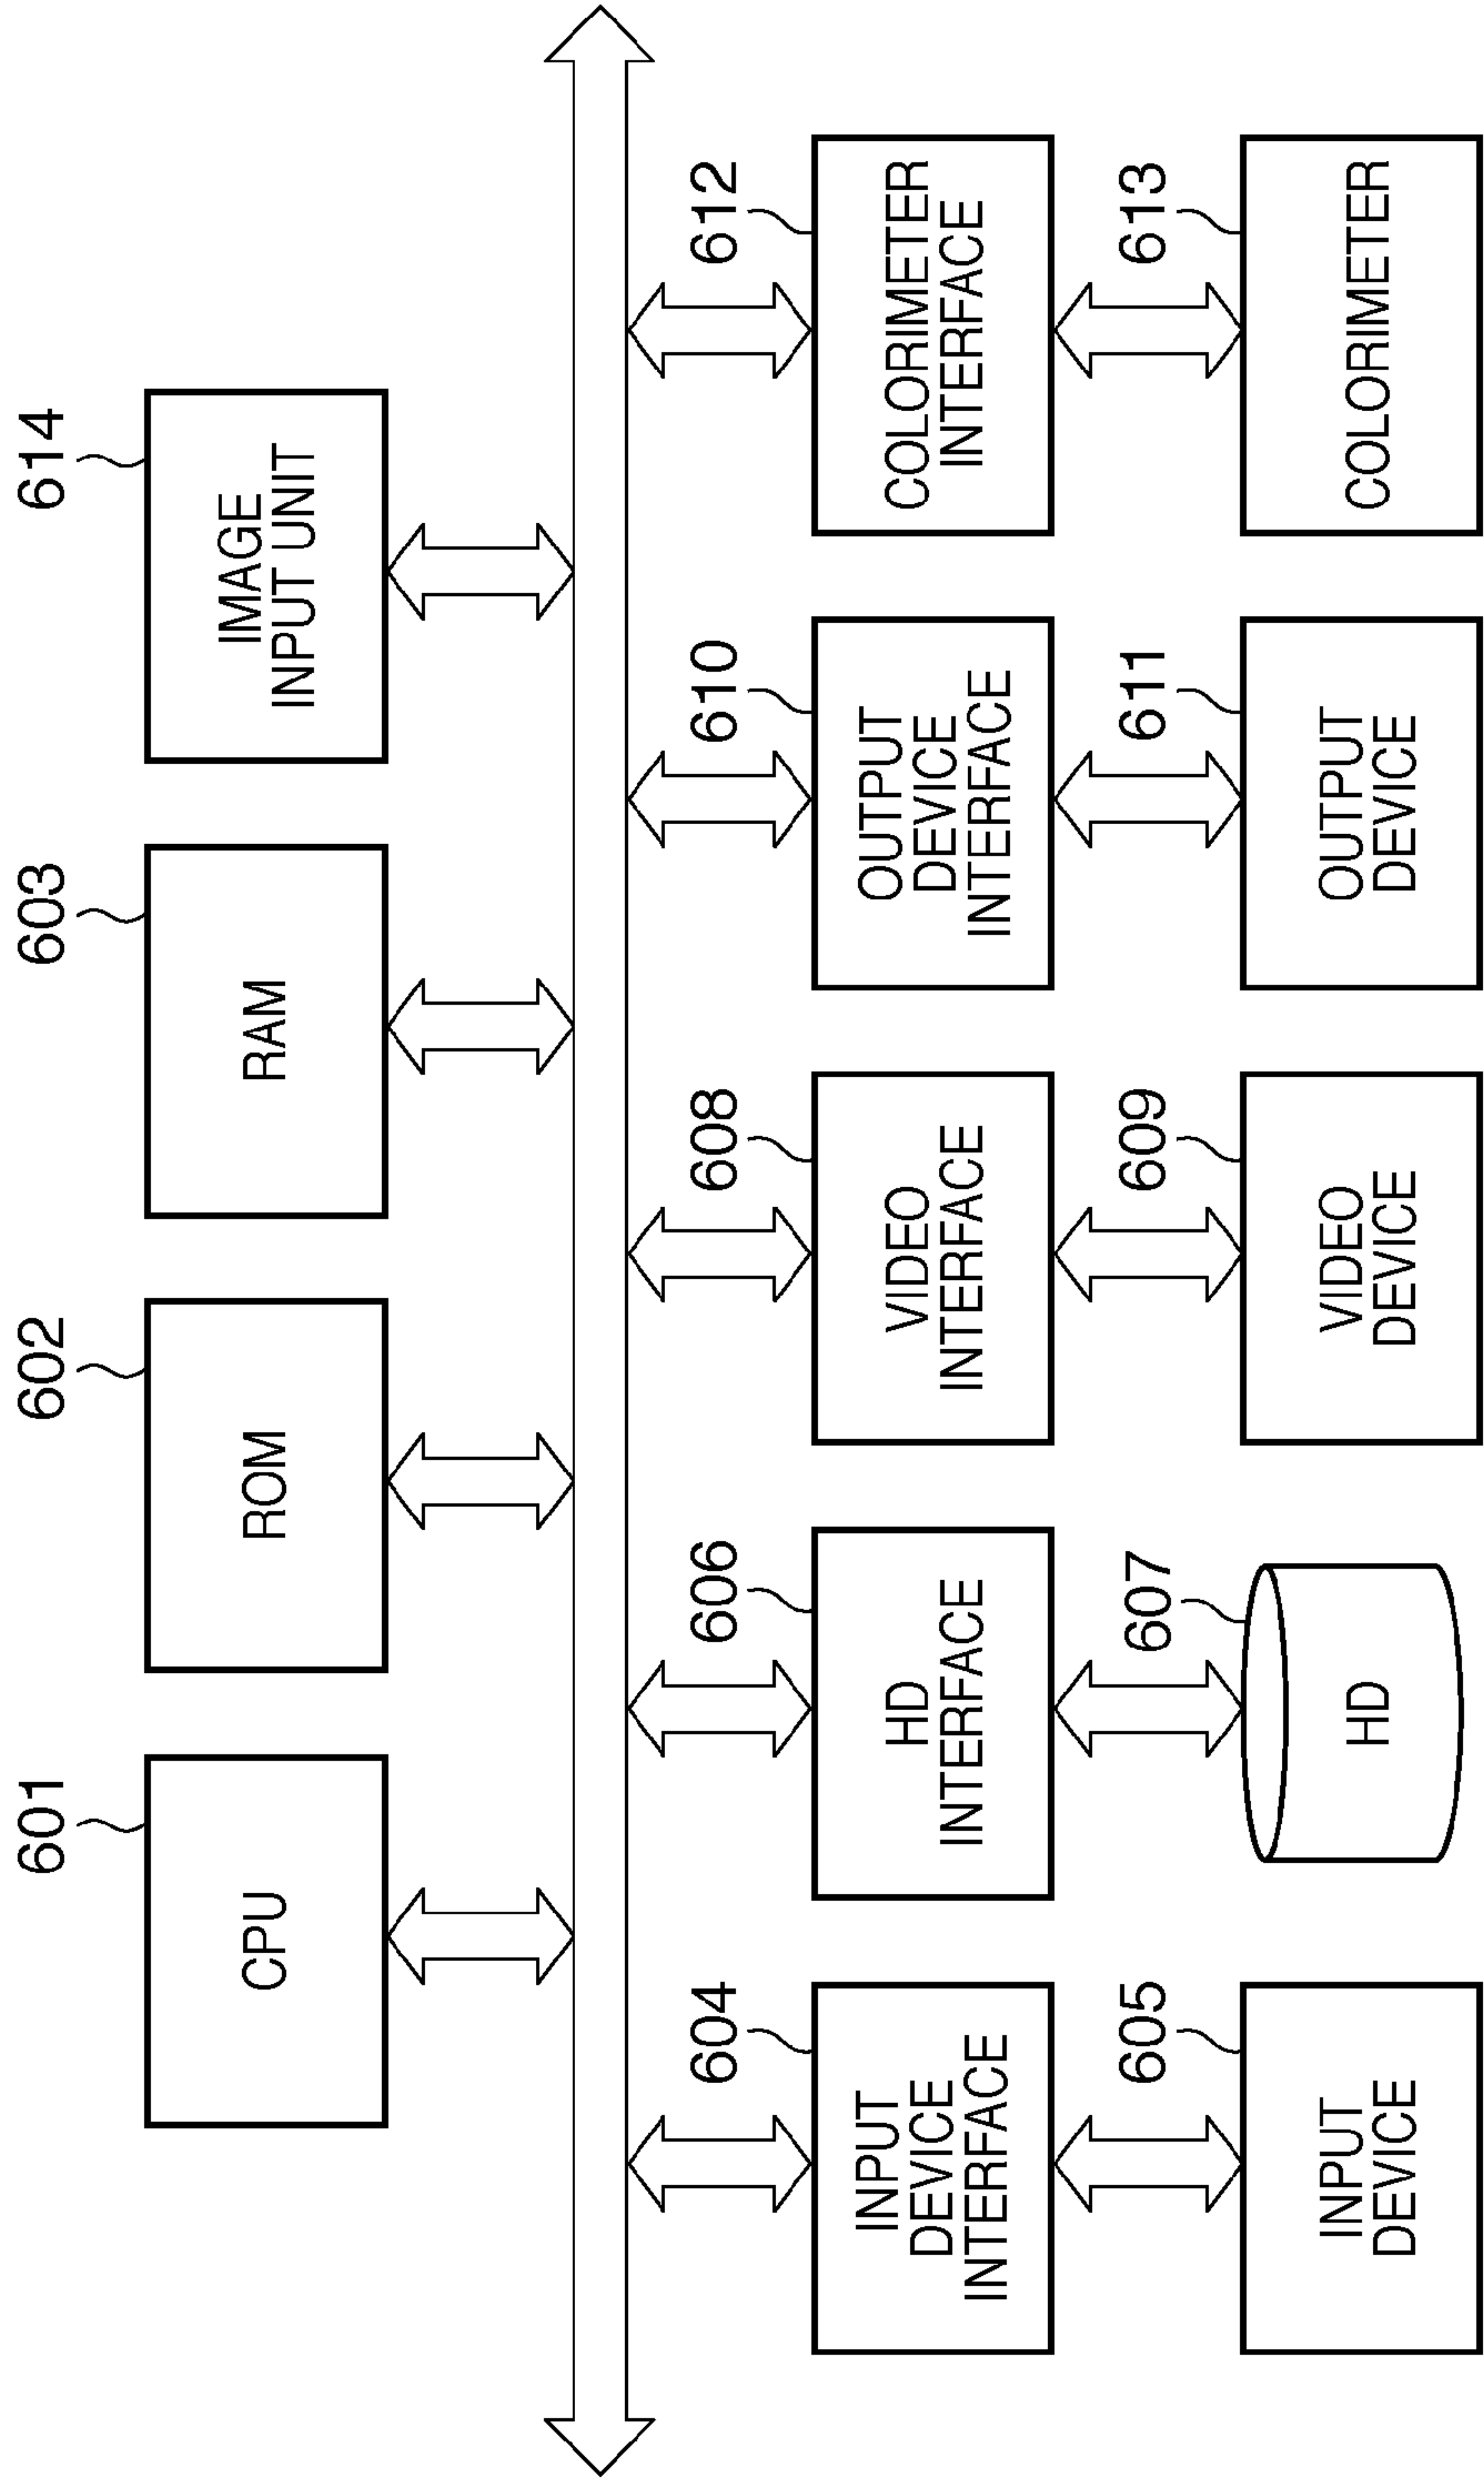 601
CPU
602
ROM
603
RAM
614
IMAGE
INPUT UNIT
604
INPUT
DEVICE
INTERFACE
606
HD
INTERFACE
608
VIDEO
INTERFACE
610
OUTPUT
DEVICE
INTERFACE
612
COLORIMETER
INTERFACE
605
INPUT
DEVICE
607
HD
609
VIDEO
DEVICE
611
OUTPUT
DEVICE
613
COLORIMETER